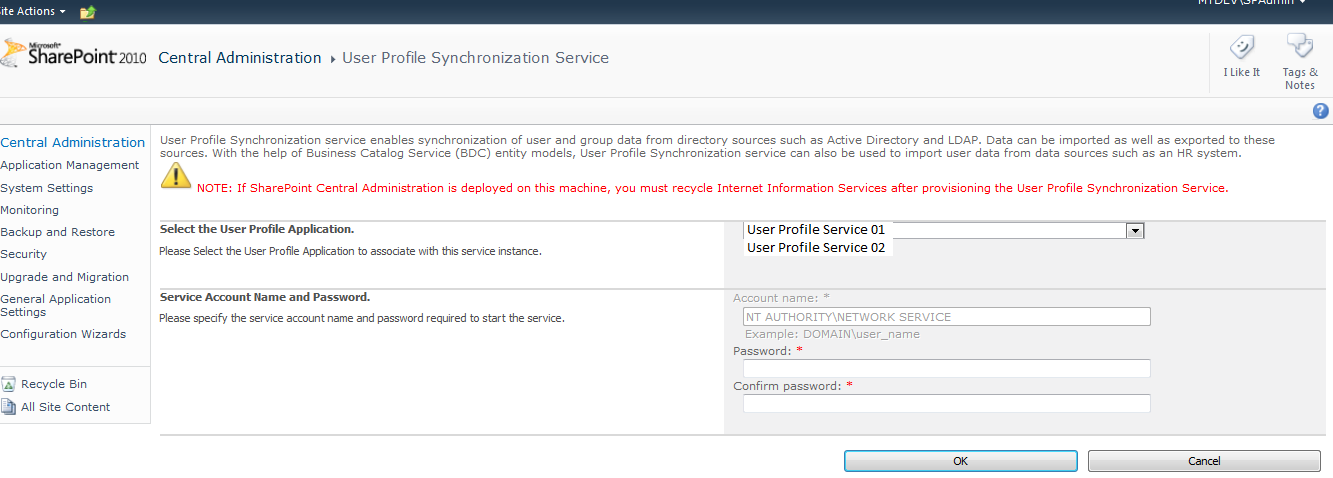 Site Actions
MYDEV\SPAdmin
Microsoft®
SharePoint® 2010
Central Administration
User Profile Synchronization Service
I Like It
Tags &
Notes
Central Administration
Application Management
System Settings
Monitoring
Backup and Restore
Security
Upgrade and Migration
General Application
Settings
Configuration Wizards
Recycle Bin
All Site Content
User Profile Synchronization service enables synchronization of user and group data from directory sources such as Active Directory and LDAP. Data can be imported as well as exported to these
sources. With the help of Business Catalog Service (BDC) entity models, User Profile Synchronization service can also be used to import user data from data sources such as an HR system.
NOTE: If SharePoint Central Administration is deployed on this machine, you must recycle Internet Information Services after provisioning the User Profile Synchronization Service.
Select the User Profile Application.
Please Select the User Profile Application to associate with this service instance.
User Profile Service 01
User Profile Service 02
Service Account Name and Password.
Please specify the service account name and password required to start the service.
Account name: *
NT AUTHORITY\NETWORK SERVICE
Example: DOMAIN\user_name
Password: *
Confirm password: *
OK
Cancel